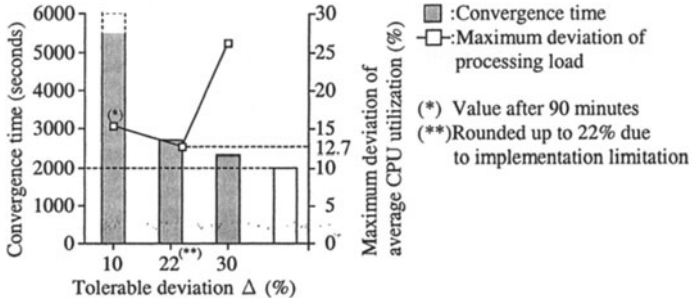 6000
5000
4000
3000
2000
1000
0
Convergence time (seconds)
(*)
10
22(**)
30
Tolerable deviation Δ (%)
30
25
20
15
12.7
10
5
0
Maximum deviation of
average CPU utilization (%)
:Convergence time
:Maximum deviation of
processing load
(*) Value after 90 minutes
(**)Rounded up to 22% due
to implementation limitation